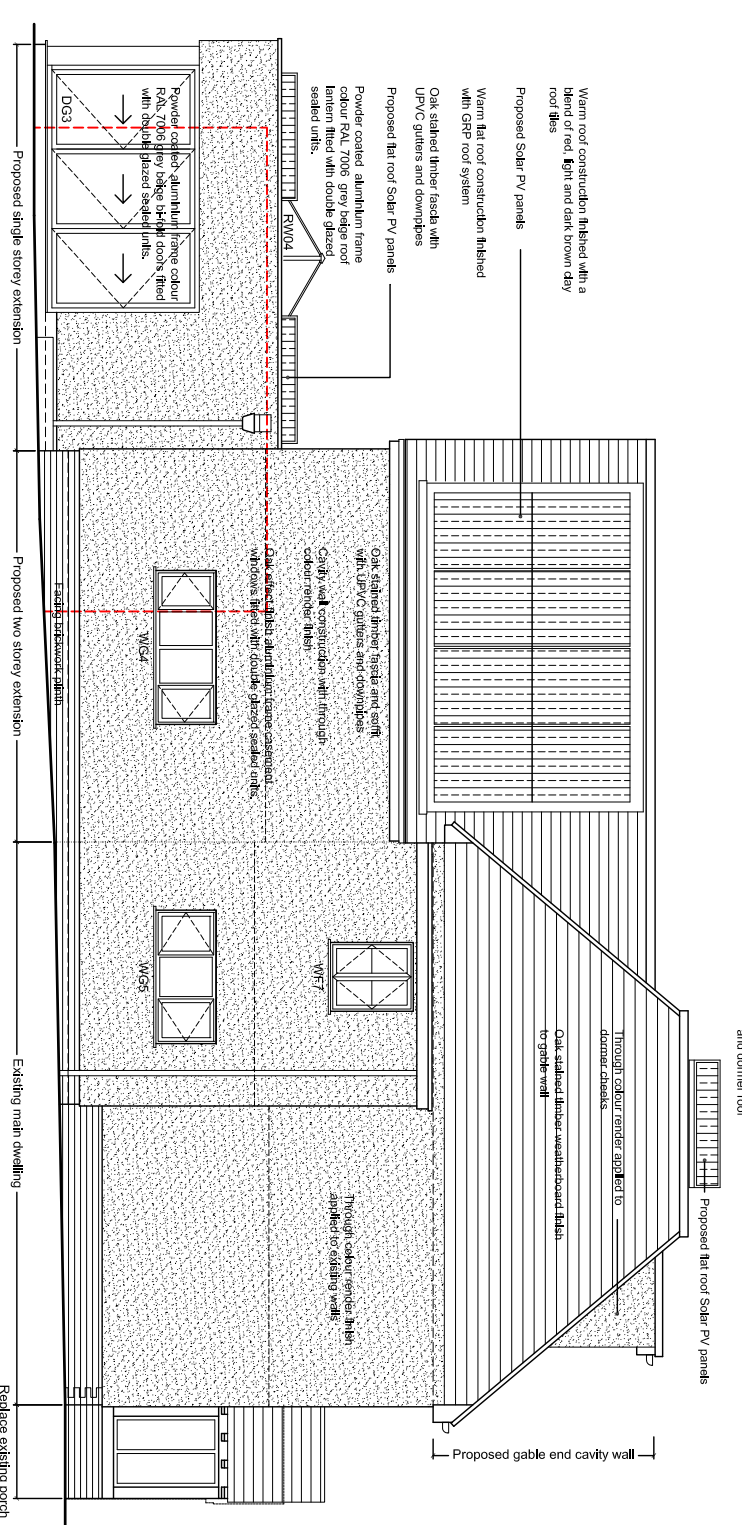 and dormer roof
Proposed flat roof Solar PV panels
Warm roof construction finished with a
blend of red, light and dark brown clay
roof tiles
Proposed Solar PV panels
Warm flat roof construction finished
with GRP roof system
Oak stained timber fascia with
UPVC gutters and downpipes
Proposed flat roof Solar PV panels
Powder coated aluminium frame
colour RAL 7006 grey beige roof
lantern fitted with double glazed
sealed units.
RW04
Powder coated aluminium frame colour
RAL 7006 grey beige bi-fold doors fitted
with double glazed sealed units.
DG3
Through colour render applied to
dormer cheeks
Oak stained timber weatherboard finish
to gable wall
Oak stained timber fascia and soffit
with UPVC gutters and downpipes
Cavity wall construction with through
colour render finish
Oak effect finish aluminium frame casement
windows fitted with double glazed sealed units.
WF7
WG4
WG5
Through colour render finish
applied to existing walls
Facing brickwork plinth
Proposed gable end cavity wall
Proposed single storey extension
Proposed two storey extension
Existing main dwelling
Replace existing porch